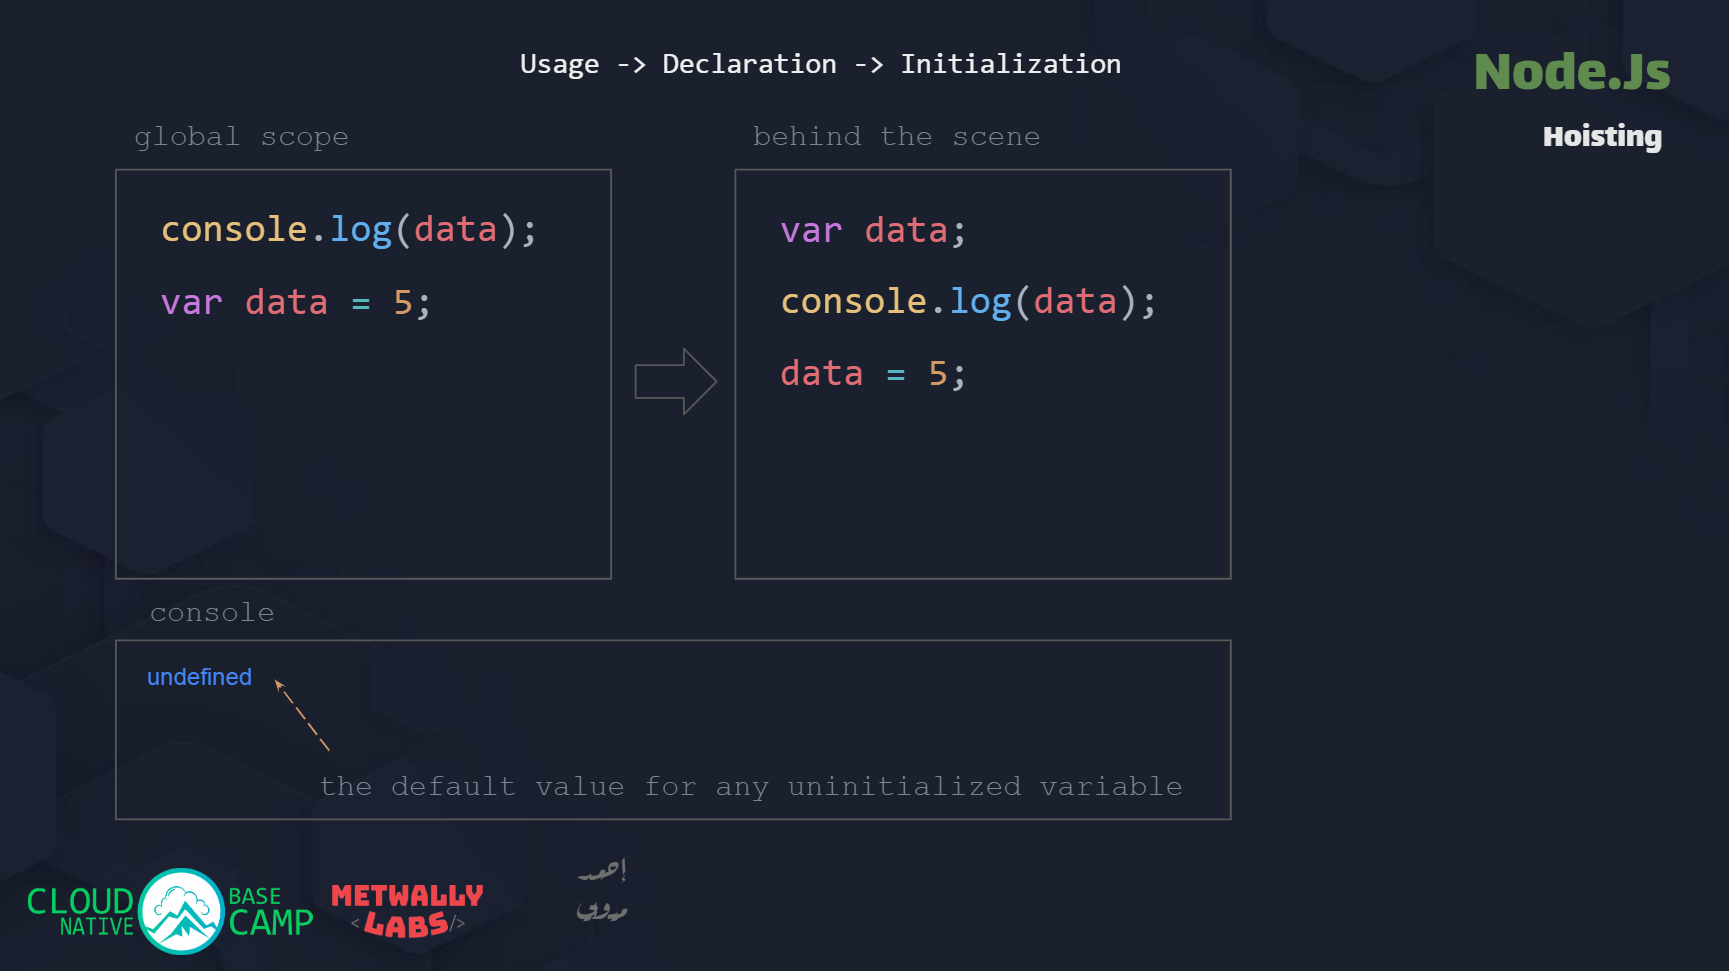 Usage -> Declaration -> Initialization
Node.Js
Hoisting
global scope
console.log(data);
var data = 5;
behind the scene
var data;
console.log(data);
data = 5;
console
undefined
the default value for any uninitialized variable
CLOUD
NATIVE
BASE
CAMP
METWALLY
<LABS/>